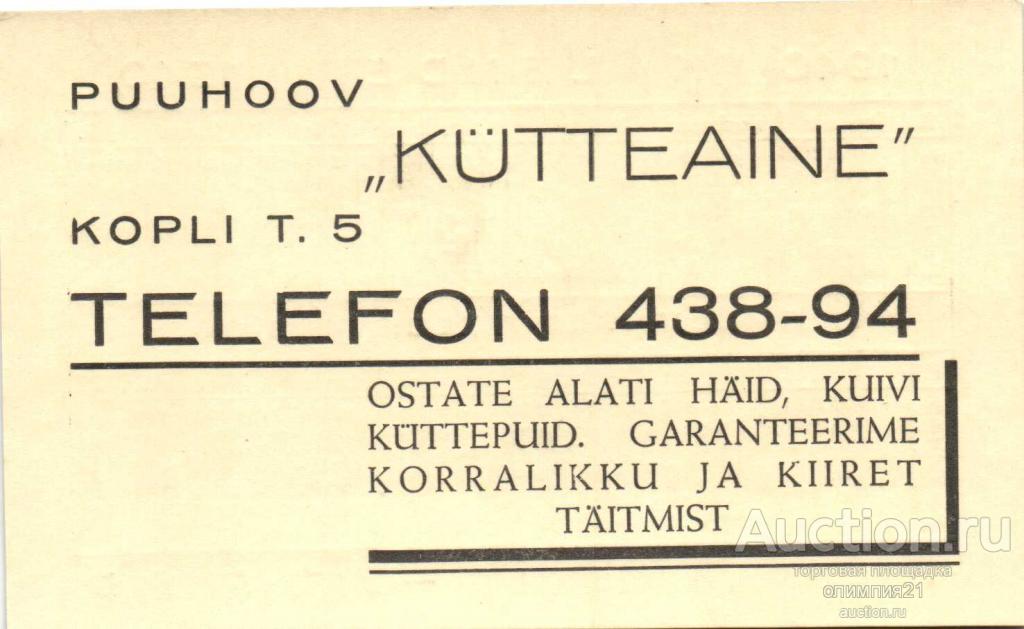 PUUHOOV
„KÜTTEAINE”
KOPLI T. 5
TELEFON 438-94
OSTATE ALATI HÄID, KUIVI
KÜTTEPUID. GARANTEERIME
KORRALIKKU JA KIIRET
TÄITMIST
Auction.ru
торговая площадка
олимпия21
auction.ru